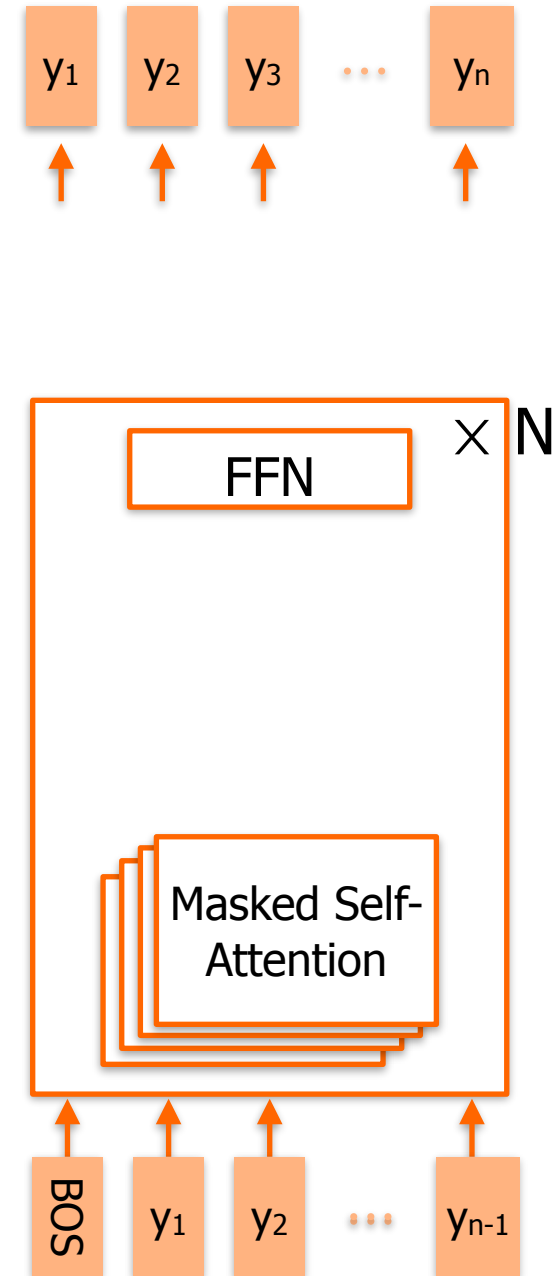 y1 y2 y3 ... yn
× N
FFN
Masked Self-
Attention
BOS y1 y2 ... yn-1